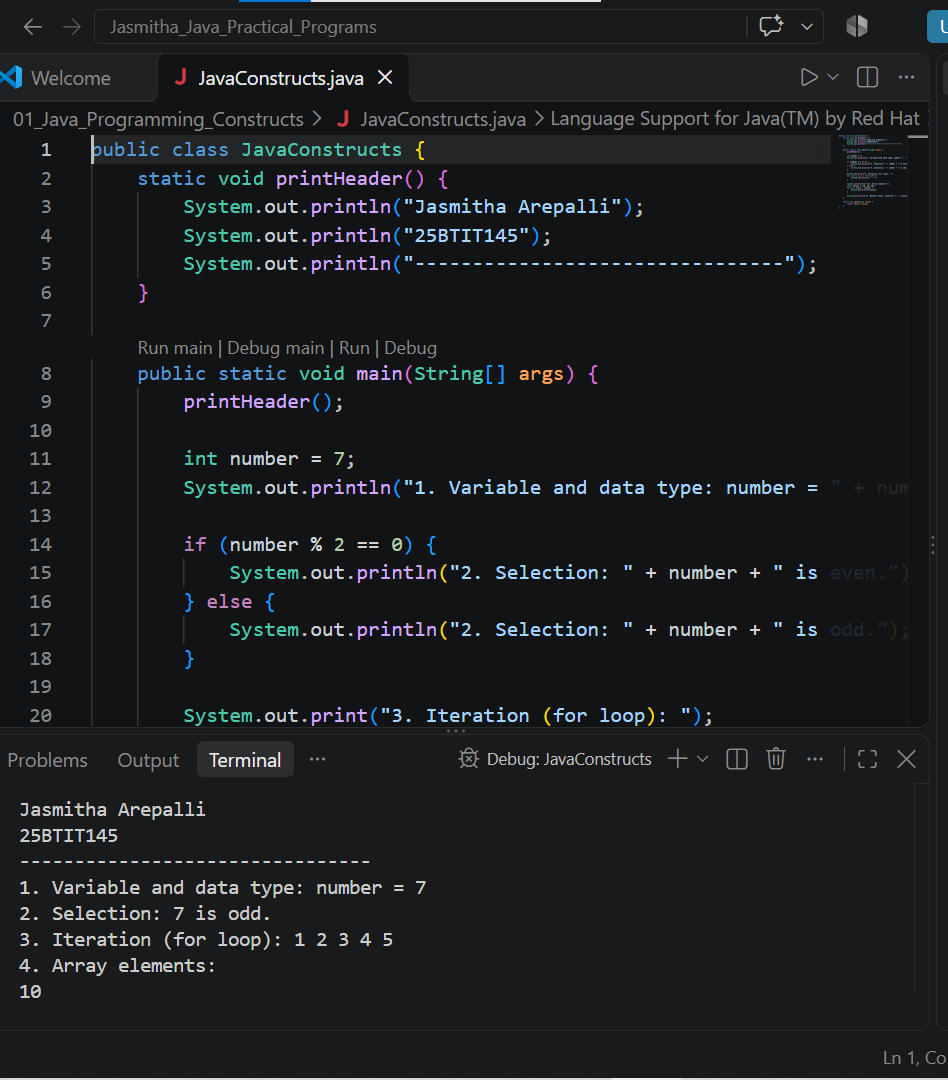 Jasmitha_Java_Practical_Programs
U
Welcome
J JavaConstructs.java
01_Java_Programming_Constructs > J JavaConstructs.java > Language Support for Java(TM) by Red Hat
1 public class JavaConstructs {
2 static void printHeader() {
3 System.out.println("Jasmitha Arepalli");
4 System.out.println("25BTIT145");
5 System.out.println("--------------------------------");
6 }
7
Run main | Debug main | Run | Debug
8 public static void main(String[] args) {
9 printHeader();
10
11 int number = 7;
12 System.out.println("1. Variable and data type: number = " + num
13
14 if (number % 2 == 0) {
15 System.out.println("2. Selection: " + number + " is even.")
16 } else {
17 System.out.println("2. Selection: " + number + " is odd.");
18 }
19
20 System.out.print("3. Iteration (for loop): ");
Problems Output Terminal ··· Debug: JavaConstructs
Jasmitha Arepalli
25BTIT145
--------------------------------
1. Variable and data type: number = 7
2. Selection: 7 is odd.
3. Iteration (for loop): 1 2 3 4 5
4. Array elements:
10
Ln 1, Co